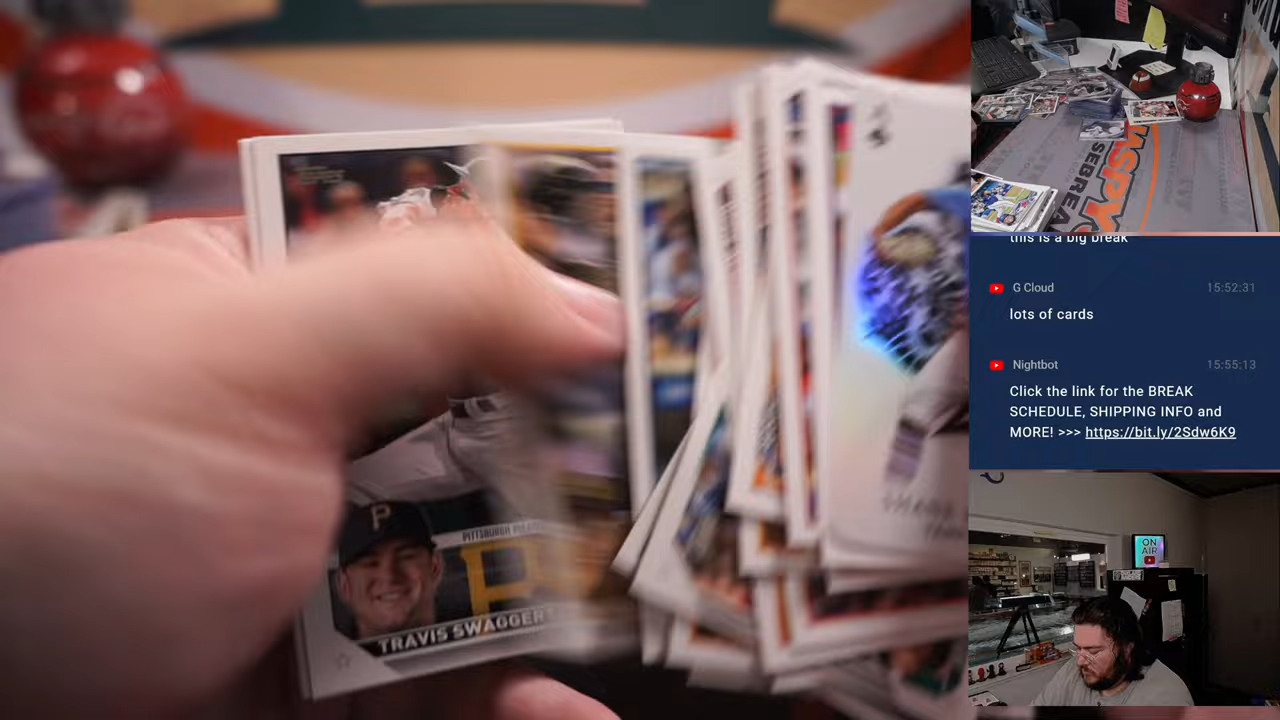 PITTSBURGH
P
P
TRAVIS SWAGGER
this is a big break
G Cloud 15:52:31
lots of cards
Nightbot 15:55:13
Click the link for the BREAK
SCHEDULE, SHIPPING INFO and
MORE! >>> https://bit.ly/2Sdw6K9
ON
AIR